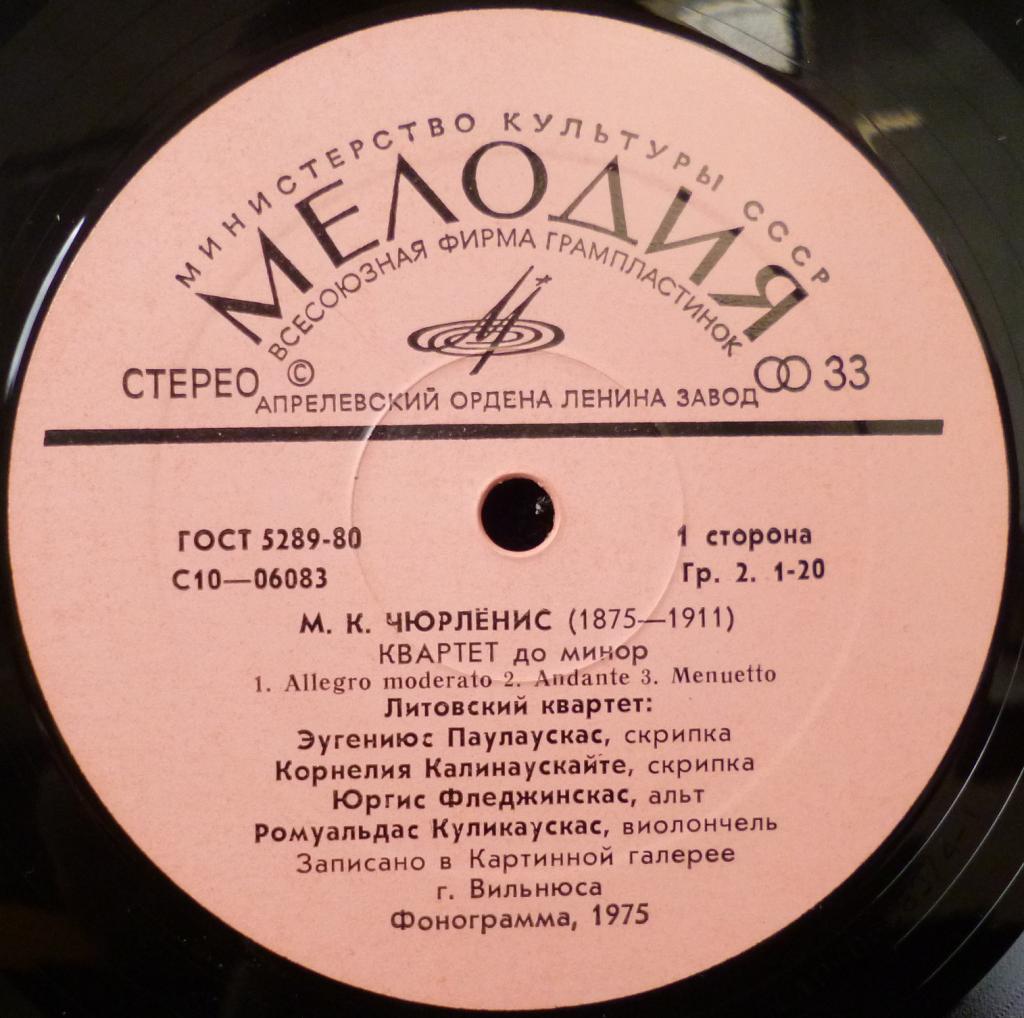 МИНИСТЕРСТВО КУЛЬТУРЫ СССР
МЕЛОДИЯ
ВСЕСОЮЗНАЯ ФИРМА ГРАМПЛАСТИНОК
СТЕРЕО © 33
АПРЕЛЕВСКИЙ ОРДЕНА ЛЕНИНА ЗАВОД
ГОСТ 5289-80 1 сторона
С10—06083 Гр. 2. 1-20
М. К. ЧЮРЛЁНИС (1875—1911)
КВАРТЕТ до минор
1. Allegro moderato 2. Andante 3. Menuetto
Литовский квартет:
Эугениюс Паулаускас, скрипка
Корнелия Калинаускайте, скрипка
Юргис Фледжинскас, альт
Ромуальдас Куликаускас, виолончель
Записано в Картинной галерее
г. Вильнюса
Фонограмма, 1975